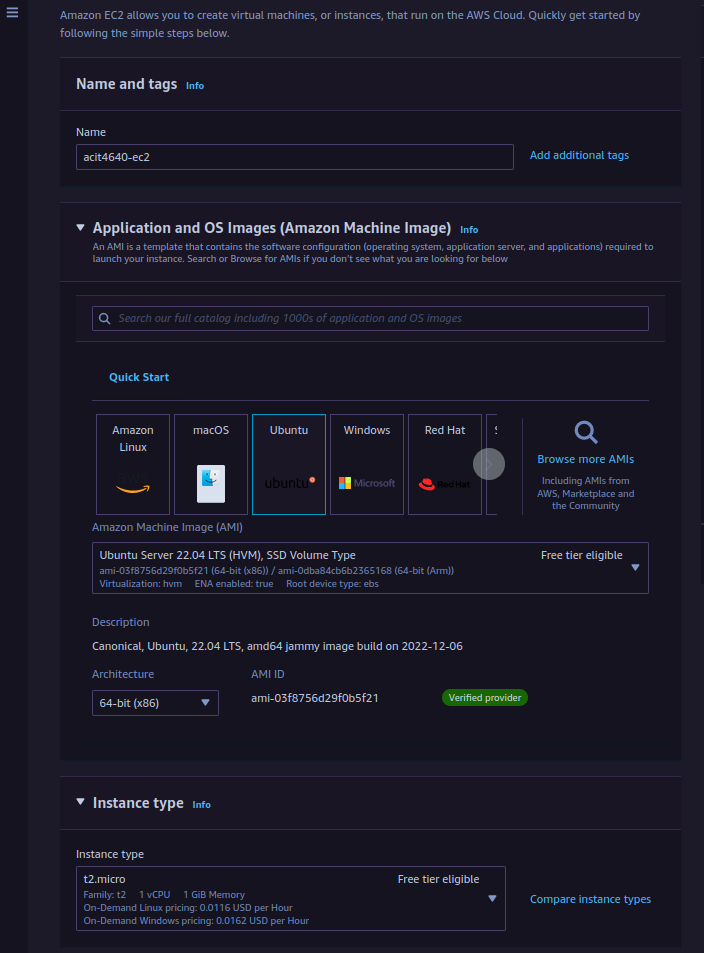 Amazon EC2 allows you to create virtual machines, or instances, that run on the AWS Cloud. Quickly get started by
following the simple steps below.
Name and tags Info
Name
acit4640-ec2
Add additional tags
Application and OS Images (Amazon Machine Image) Info
An AMI is a template that contains the software configuration (operating system, application server, and applications) required to
launch your instance. Search or Browse for AMIs if you don't see what you are looking for below
Search our full catalog including 1000s of application and OS images
Quick Start
Amazon
Linux
aws
macOS
Ubuntu
ubuntu
Windows
Microsoft
Red Hat
Red Hat
Browse more AMIs
Including AMIs from
AWS, Marketplace and
the Community
Amazon Machine Image (AMI)
Ubuntu Server 22.04 LTS (HVM), SSD Volume Type
Free tier eligible
ami-03f8756d29f0b5f21 (64-bit (x86)) / ami-0dba84cb6b2365168 (64-bit (Arm))
Virtualization: hvm ENA enabled: true Root device type: ebs
Description
Canonical, Ubuntu, 22.04 LTS, amd64 jammy image build on 2022-12-06
Architecture
64-bit (x86)
AMI ID
ami-03f8756d29f0b5f21
Verified provider
Instance type Info
Instance type
t2.micro
Free tier eligible
Family: t2 1 vCPU 1 GiB Memory
On-Demand Linux pricing: 0.0116 USD per Hour
On-Demand Windows pricing: 0.0162 USD per Hour
Compare instance types